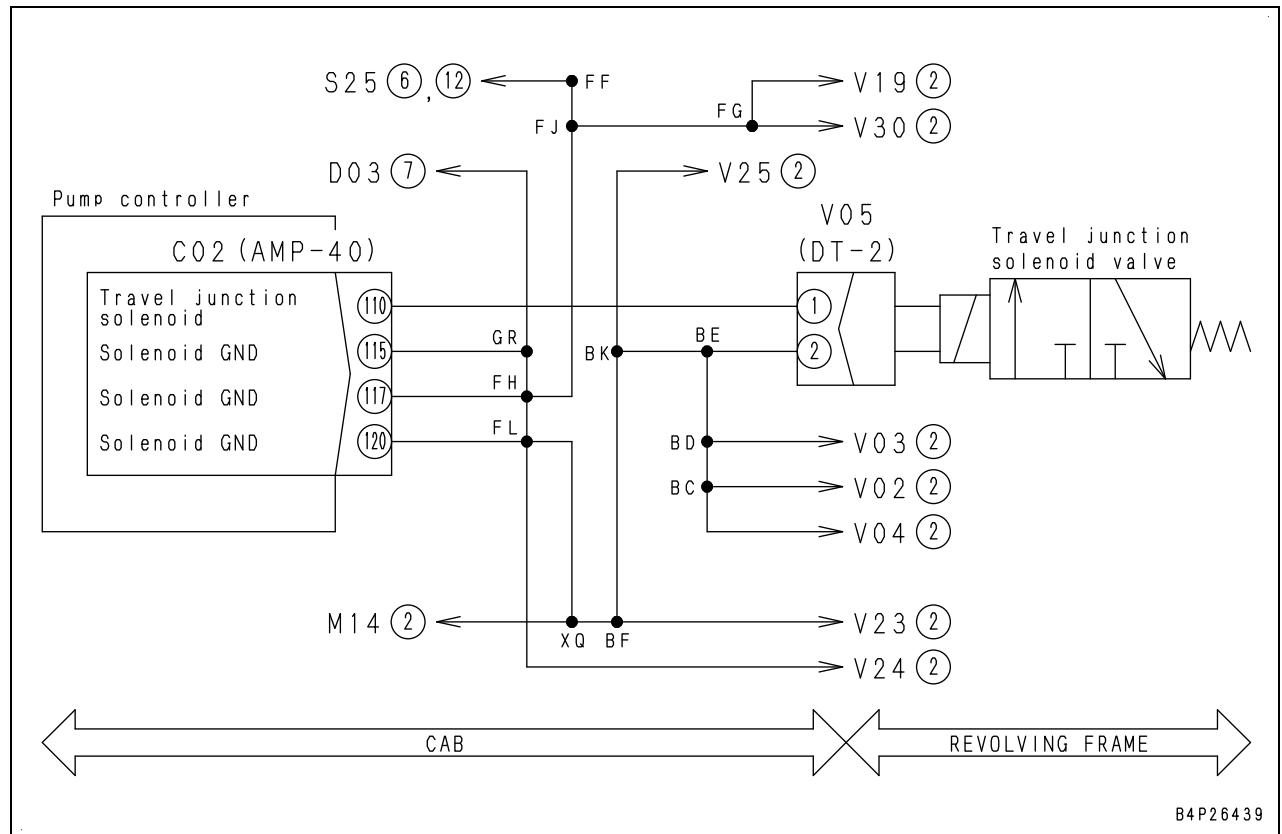 S25 ⑥, ⑫
FF
V19 ②
FJ
FG
V30 ②
D03 ⑦
V25 ②
Pump controller
C02 (AMP-40)
V05
(DT-2)
Travel junction
solenoid valve
Travel junction
solenoid
110
1
Solenoid GND
115
GR
BK
BE
2
Solenoid GND
117
FH
Solenoid GND
120
FL
BD
V03 ②
BC
V02 ②
V04 ②
M14 ②
XQ
BF
V23 ②
V24 ②
CAB
REVOLVING FRAME
B4P26439